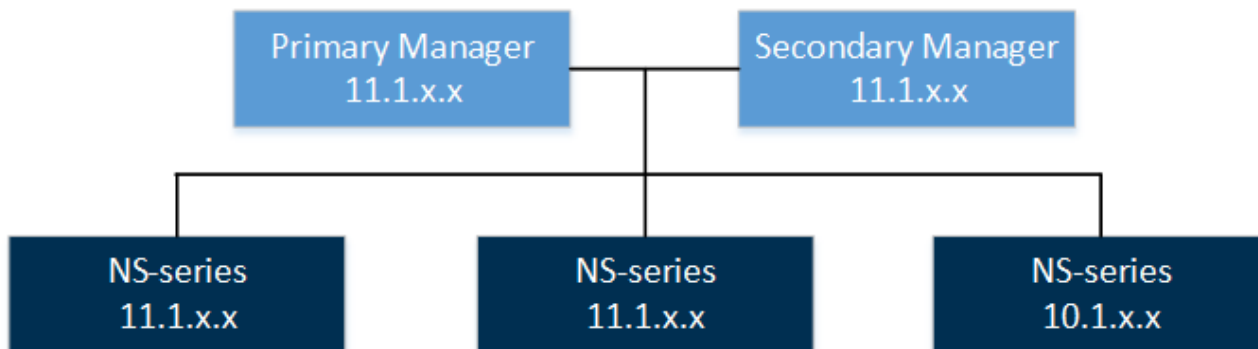 Primary Manager
11.1.x.x
Secondary Manager
11.1.x.x
NS-series
11.1.x.x
NS-series
11.1.x.x
NS-series
10.1.x.x